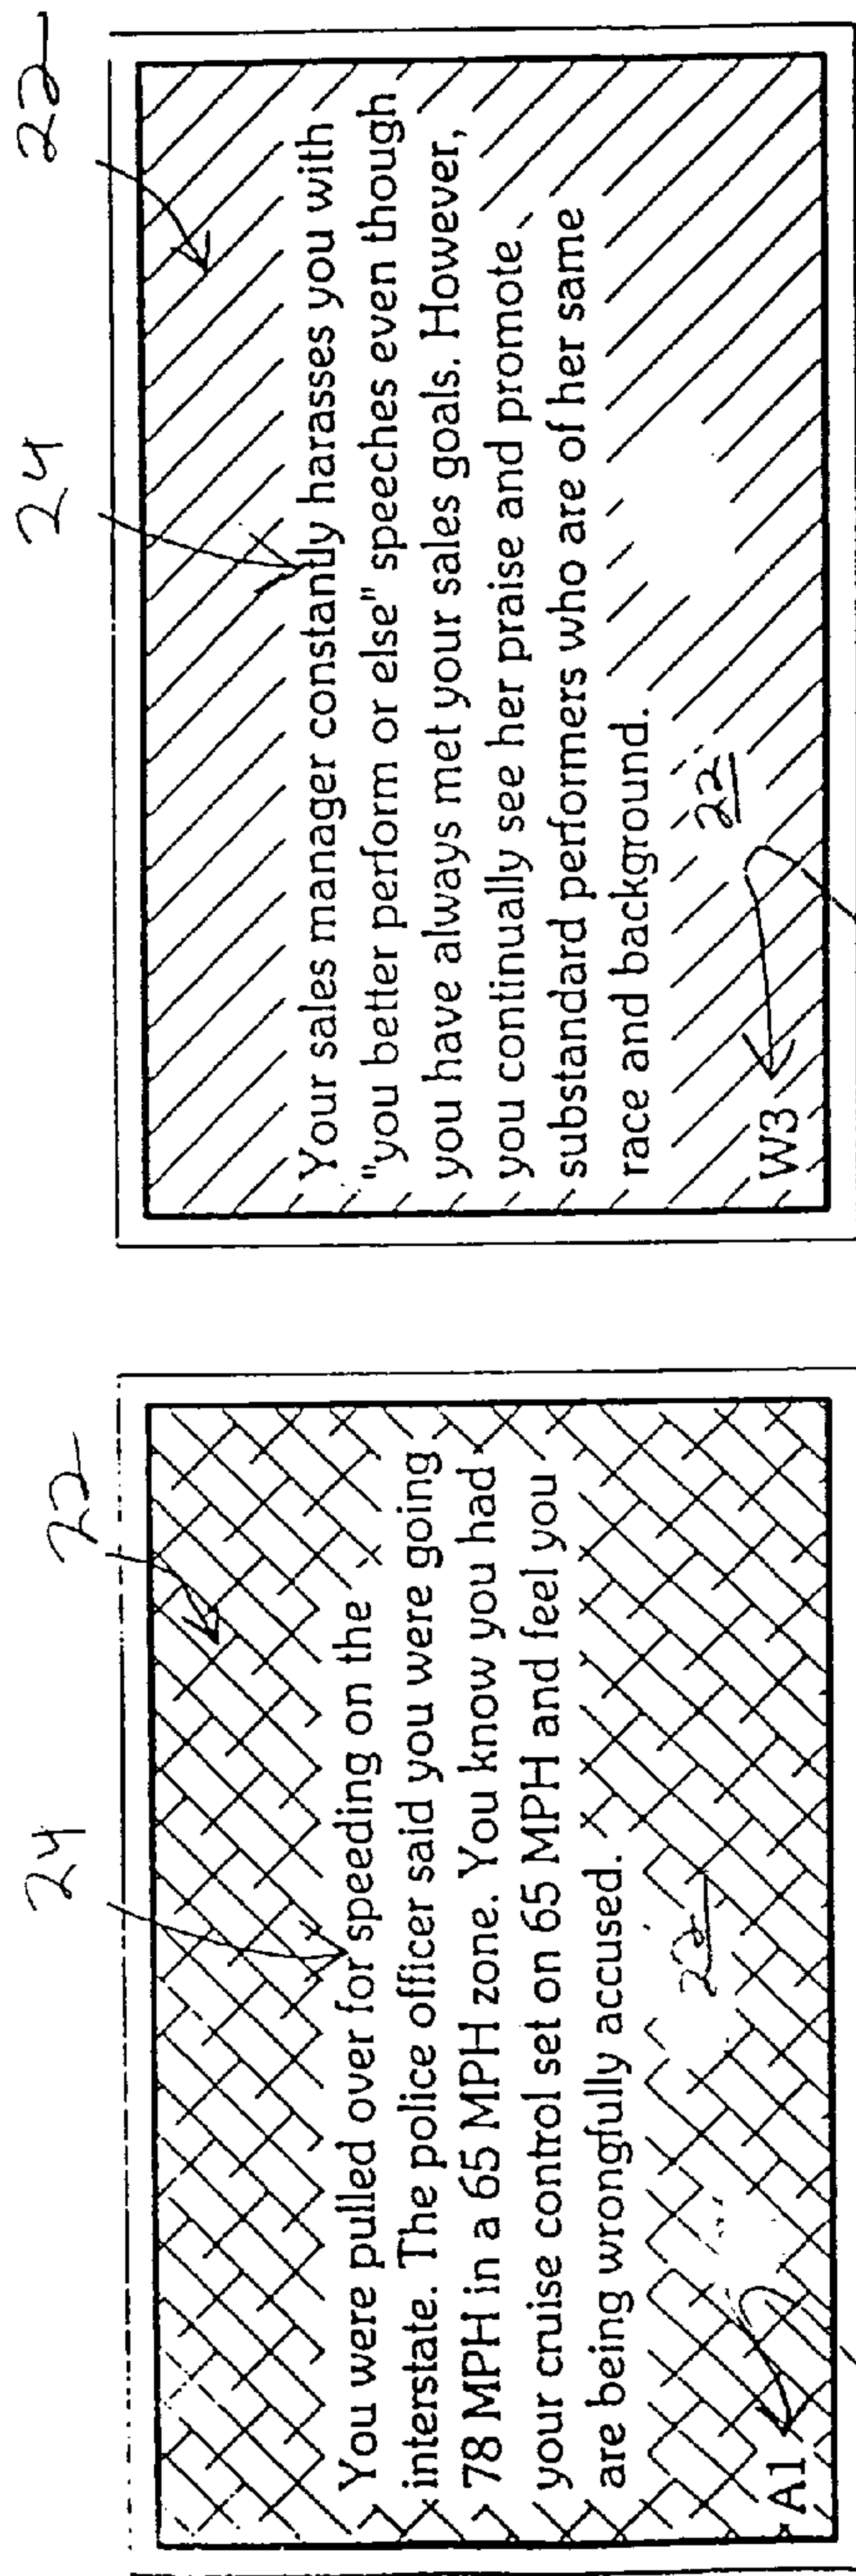 22
24
Your sales manager constantly harasses you with
"you better perform or else" speeches even though
you have always met your sales goals. However,
you continually see her praise and promote
substandard performers who are of her same
race and background.
22
W3
22
24
You were pulled over for speeding on the
interstate. The police officer said you were going
78 MPH in a 65 MPH zone. You know you had
your cruise control set on 65 MPH and feel you
are being wrongfully accused.
22
A1